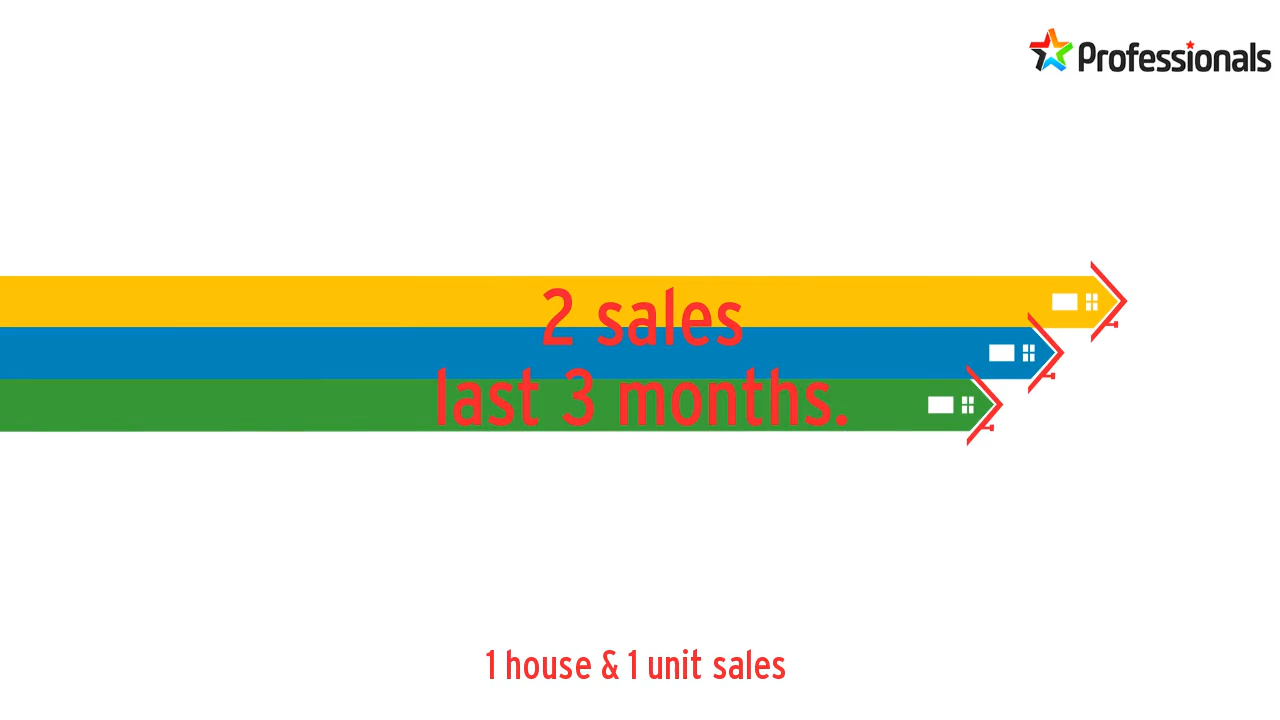 Professionals
2 sales
last 3 months.
1 house & 1 unit sales